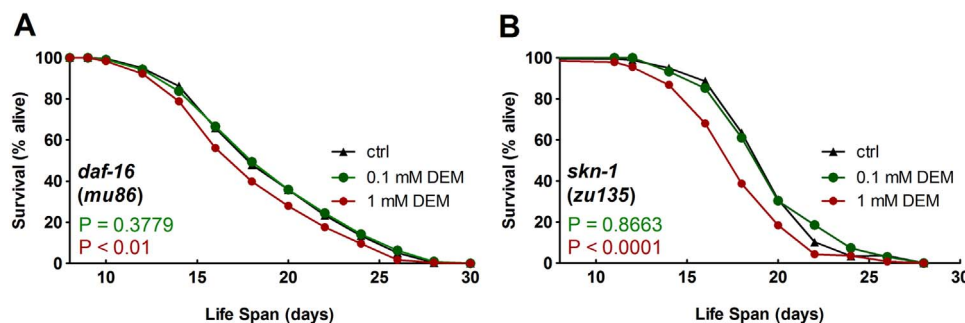 A
Survival (% alive)
100
80
60
40
20
0
10
15
20
25
30
Life Span (days)
ctrl
0.1 mM DEM
1 mM DEM
daf-16
(mu86)
P = 0.3779
P < 0.01
B
Survival (% alive)
100
80
60
40
20
0
15
20
25
30
Life Span (days)
ctrl
0.1 mM DEM
1 mM DEM
skn-1
(zu135)
P = 0.8663
P < 0.0001